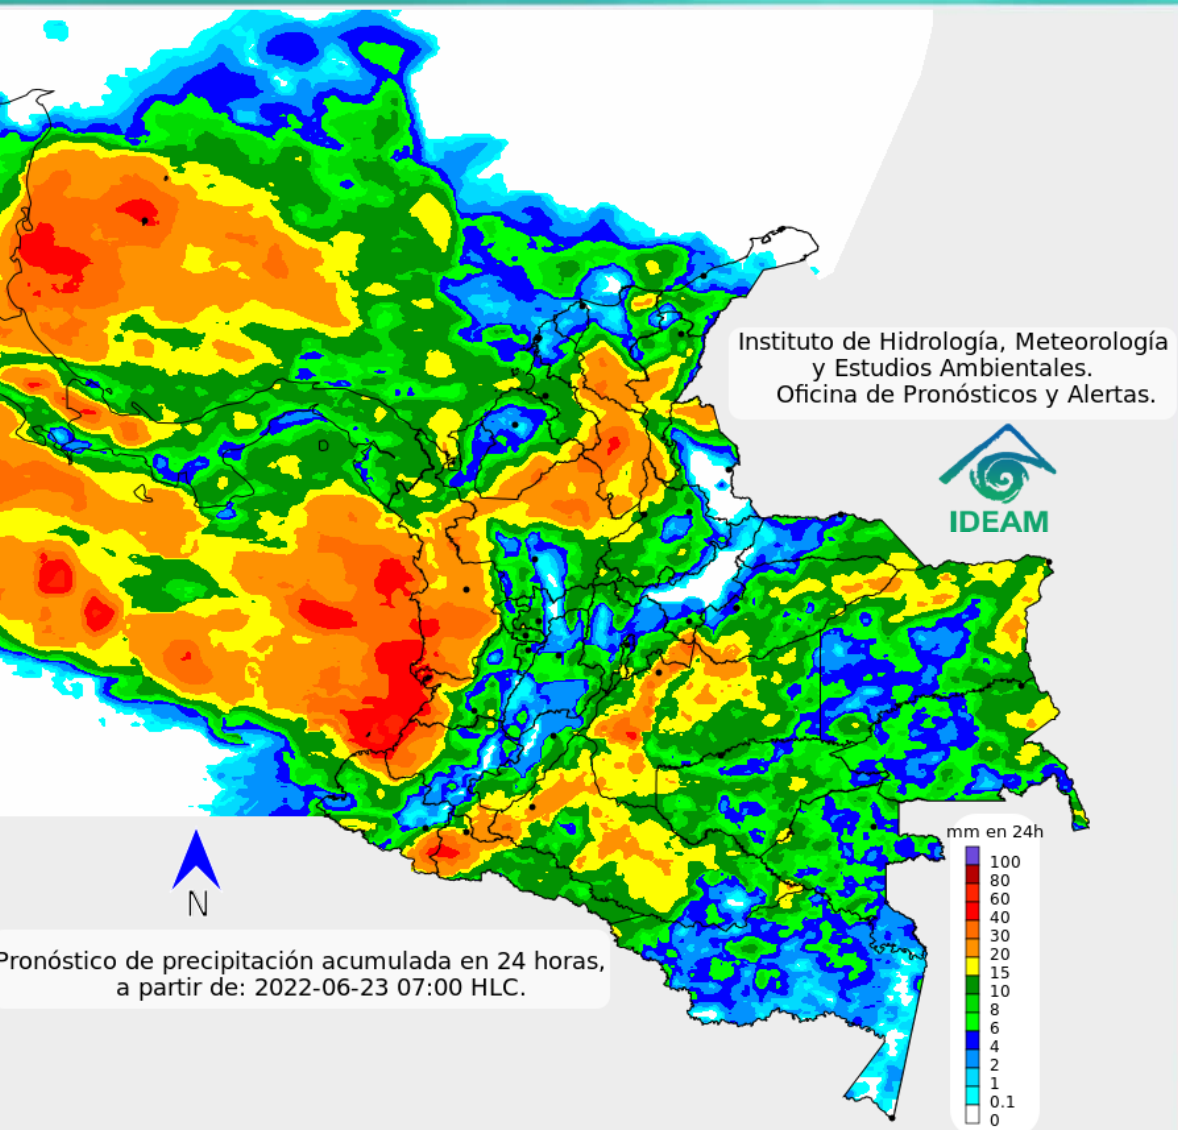 Instituto de Hidrología, Meteorología
y Estudios Ambientales.
Oficina de Pronósticos y Alertas.
IDEAM
mm en 24h
100
80
60
40
30
20
15
10
8
6
4
2
1
0.1
0
N
Pronóstico de precipitación acumulada en 24 horas,
a partir de: 2022-06-23 07:00 HLC.